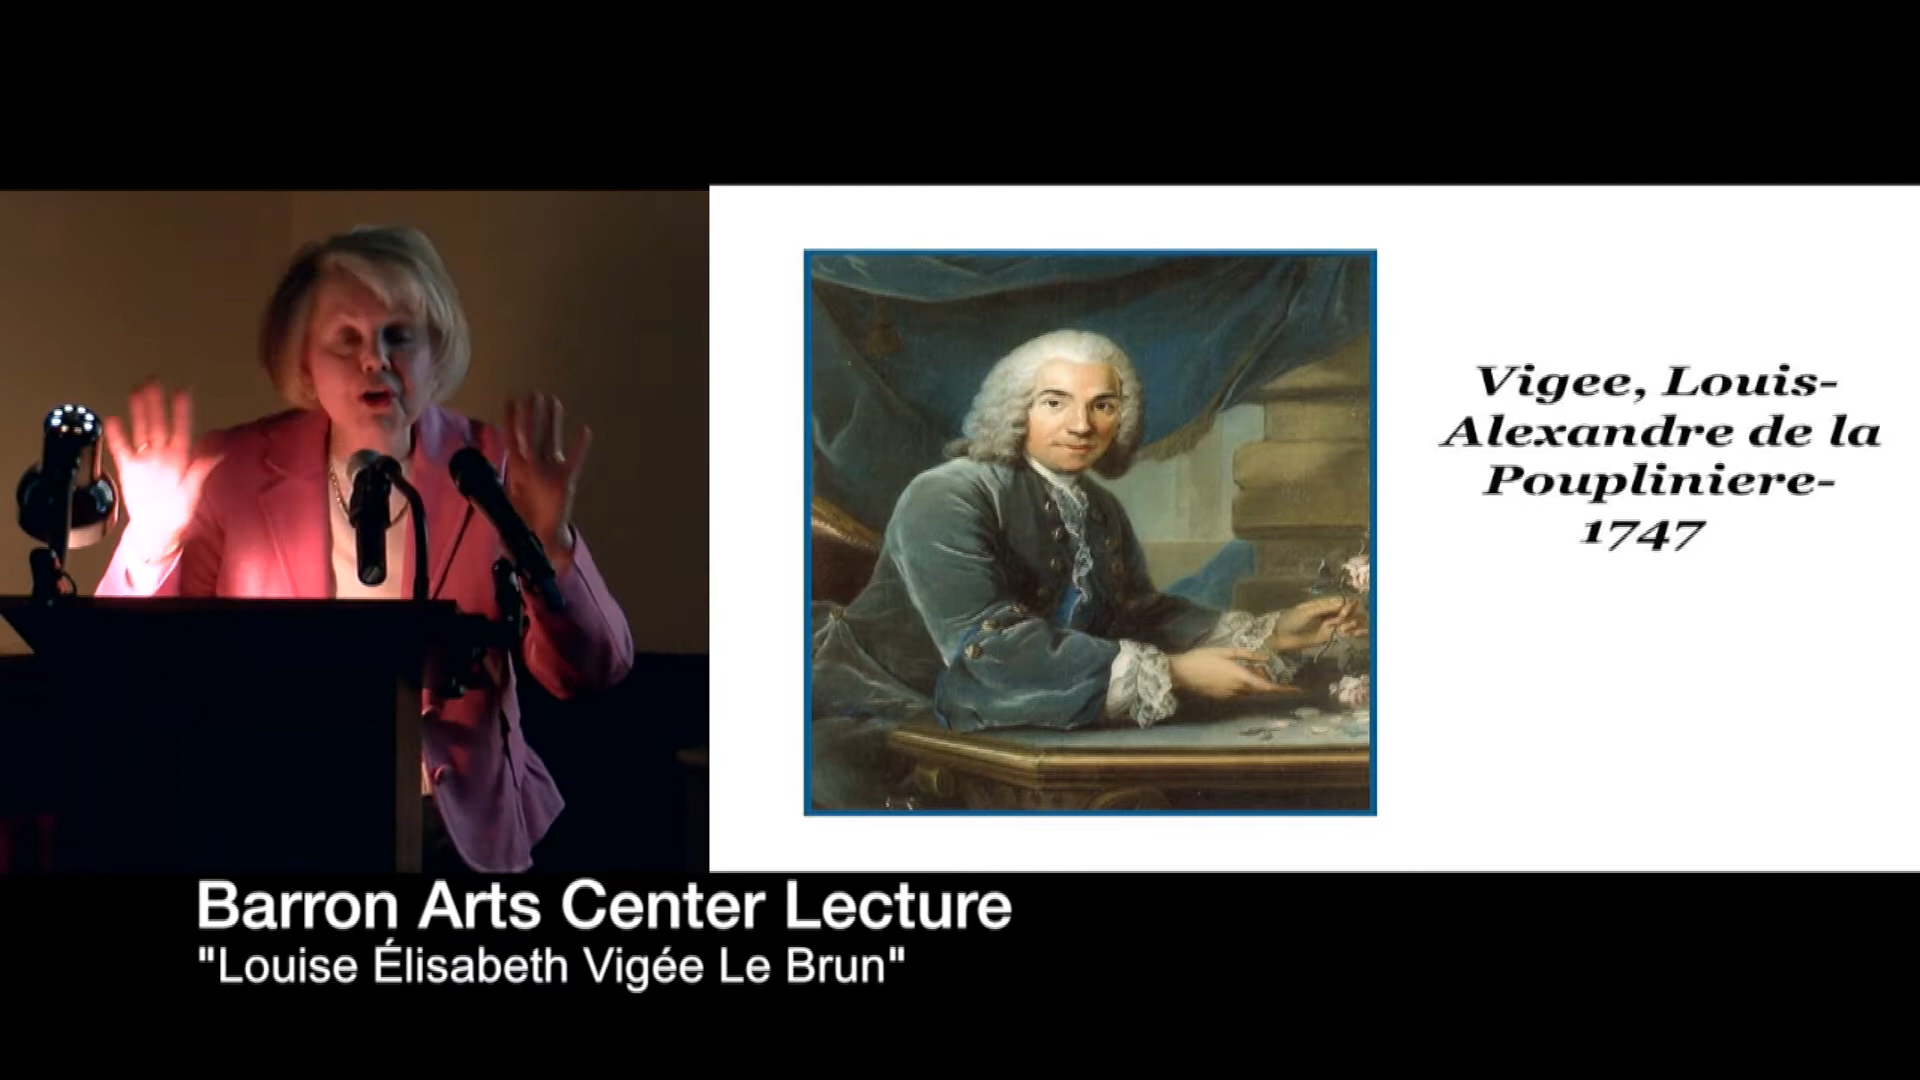 Vigee, Louis-
Alexandre de la
Poupliniere-
1747
Barron Arts Center Lecture
"Louise Élisabeth Vigée Le Brun"